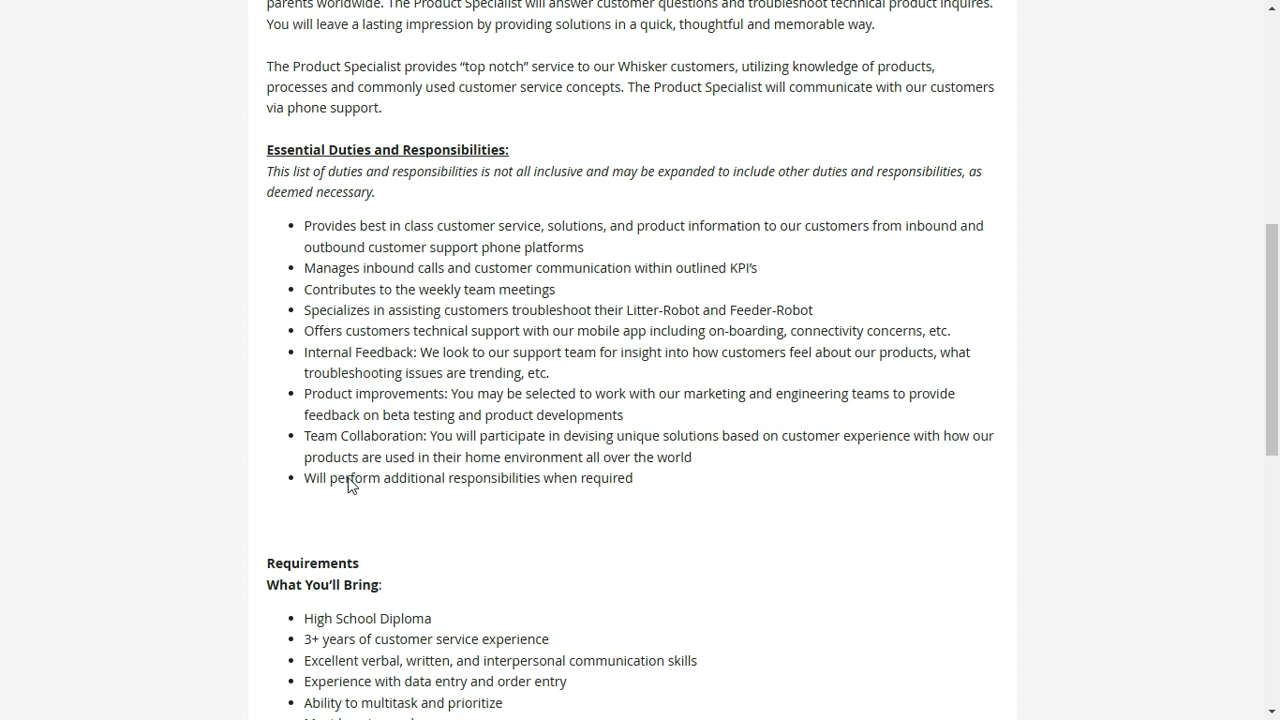 parents worldwide. The Product Specialist will answer customer questions and troubleshoot technical product inquires.
You will leave a lasting impression by providing solutions in a quick, thoughtful and memorable way.
The Product Specialist provides “top notch” service to our Whisker customers, utilizing knowledge of products,
processes and commonly used customer service concepts. The Product Specialist will communicate with our customers
via phone support.
Essential Duties and Responsibilities:
This list of duties and responsibilities is not all inclusive and may be expanded to include other duties and responsibilities, as
deemed necessary.
• Provides best in class customer service, solutions, and product information to our customers from inbound and
outbound customer support phone platforms
• Manages inbound calls and customer communication within outlined KPI’s
• Contributes to the weekly team meetings
• Specializes in assisting customers troubleshoot their Litter-Robot and Feeder-Robot
• Offers customers technical support with our mobile app including on-boarding, connectivity concerns, etc.
• Internal Feedback: We look to our support team for insight into how customers feel about our products, what
troubleshooting issues are trending, etc.
• Product improvements: You may be selected to work with our marketing and engineering teams to provide
feedback on beta testing and product developments
• Team Collaboration: You will participate in devising unique solutions based on customer experience with how our
products are used in their home environment all over the world
• Will perform additional responsibilities when required
Requirements
What You’ll Bring:
• High School Diploma
• 3+ years of customer service experience
• Excellent verbal, written, and interpersonal communication skills
• Experience with data entry and order entry
• Ability to multitask and prioritize